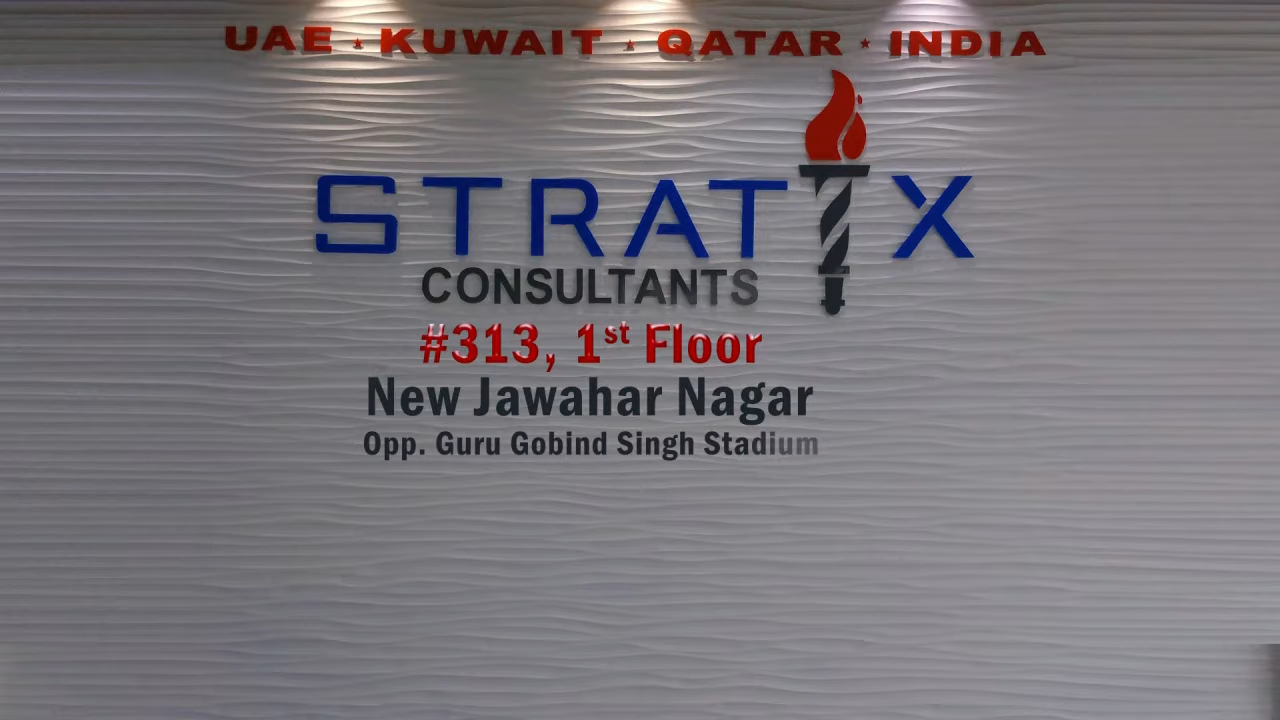 UAE ★ KUWAIT ★ QATAR ★ INDIA
STRATIX
CONSULTANTS
#313, 1st Floor
New Jawahar Nagar
Opp. Guru Gobind Singh Stadium